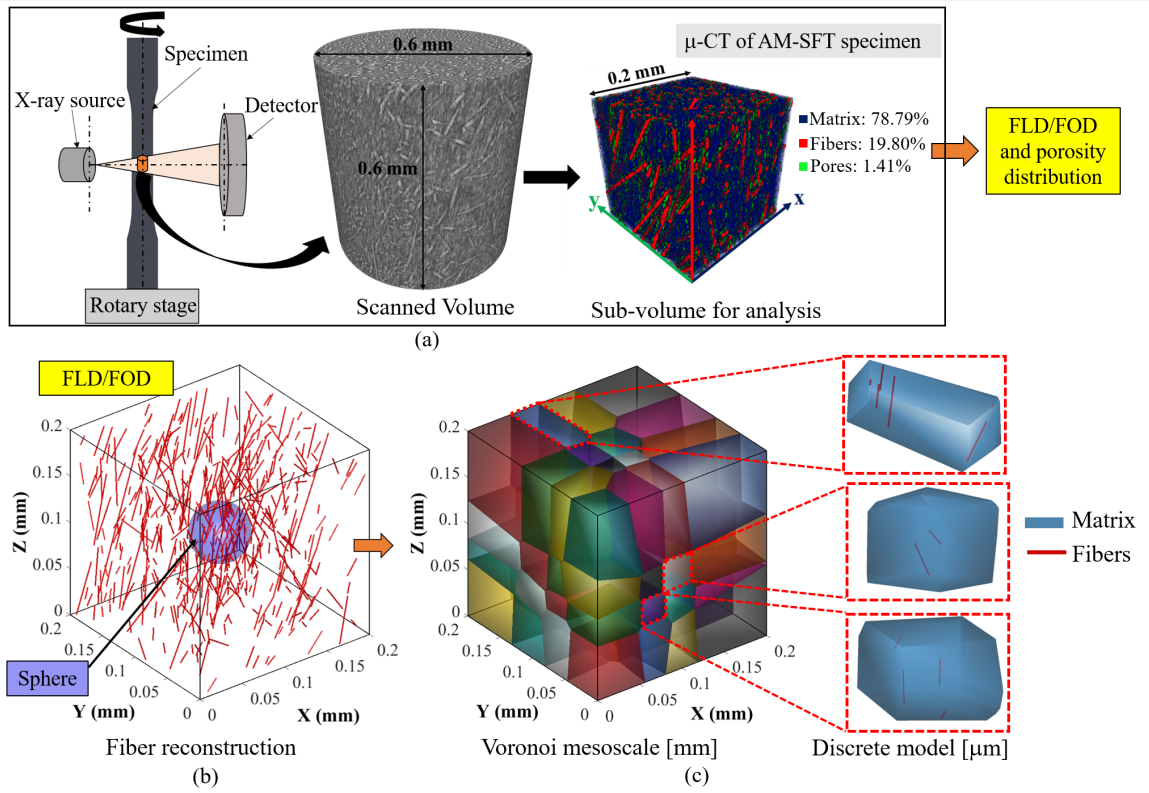 Specimen
X-ray source
Detector
Rotary stage
0.6 mm
0.6 mm
Scanned Volume
μ-CT of AM-SFT specimen
0.2 mm
z
y
x
Matrix: 78.79%
Fibers: 19.80%
Pores: 1.41%
Sub-volume for analysis
FLD/FOD
and porosity
distribution
(a)
FLD/FOD
Z (mm)
0.2
0.15
0.1
0.05
0
0.2
0.15
0.1
0.05
0
Y (mm)
0
0.05
0.1
0.15
0.2
X (mm)
Sphere
Fiber reconstruction
(b)
Z (mm)
0.2
0.15
0.1
0.05
0
0.2
0.15
0.1
0.05
0
Y (mm)
0
0.05
0.1
0.15
0.2
X (mm)
Voronoi mesoscale [mm]
Matrix
Fibers
Discrete model [μm]
(c)